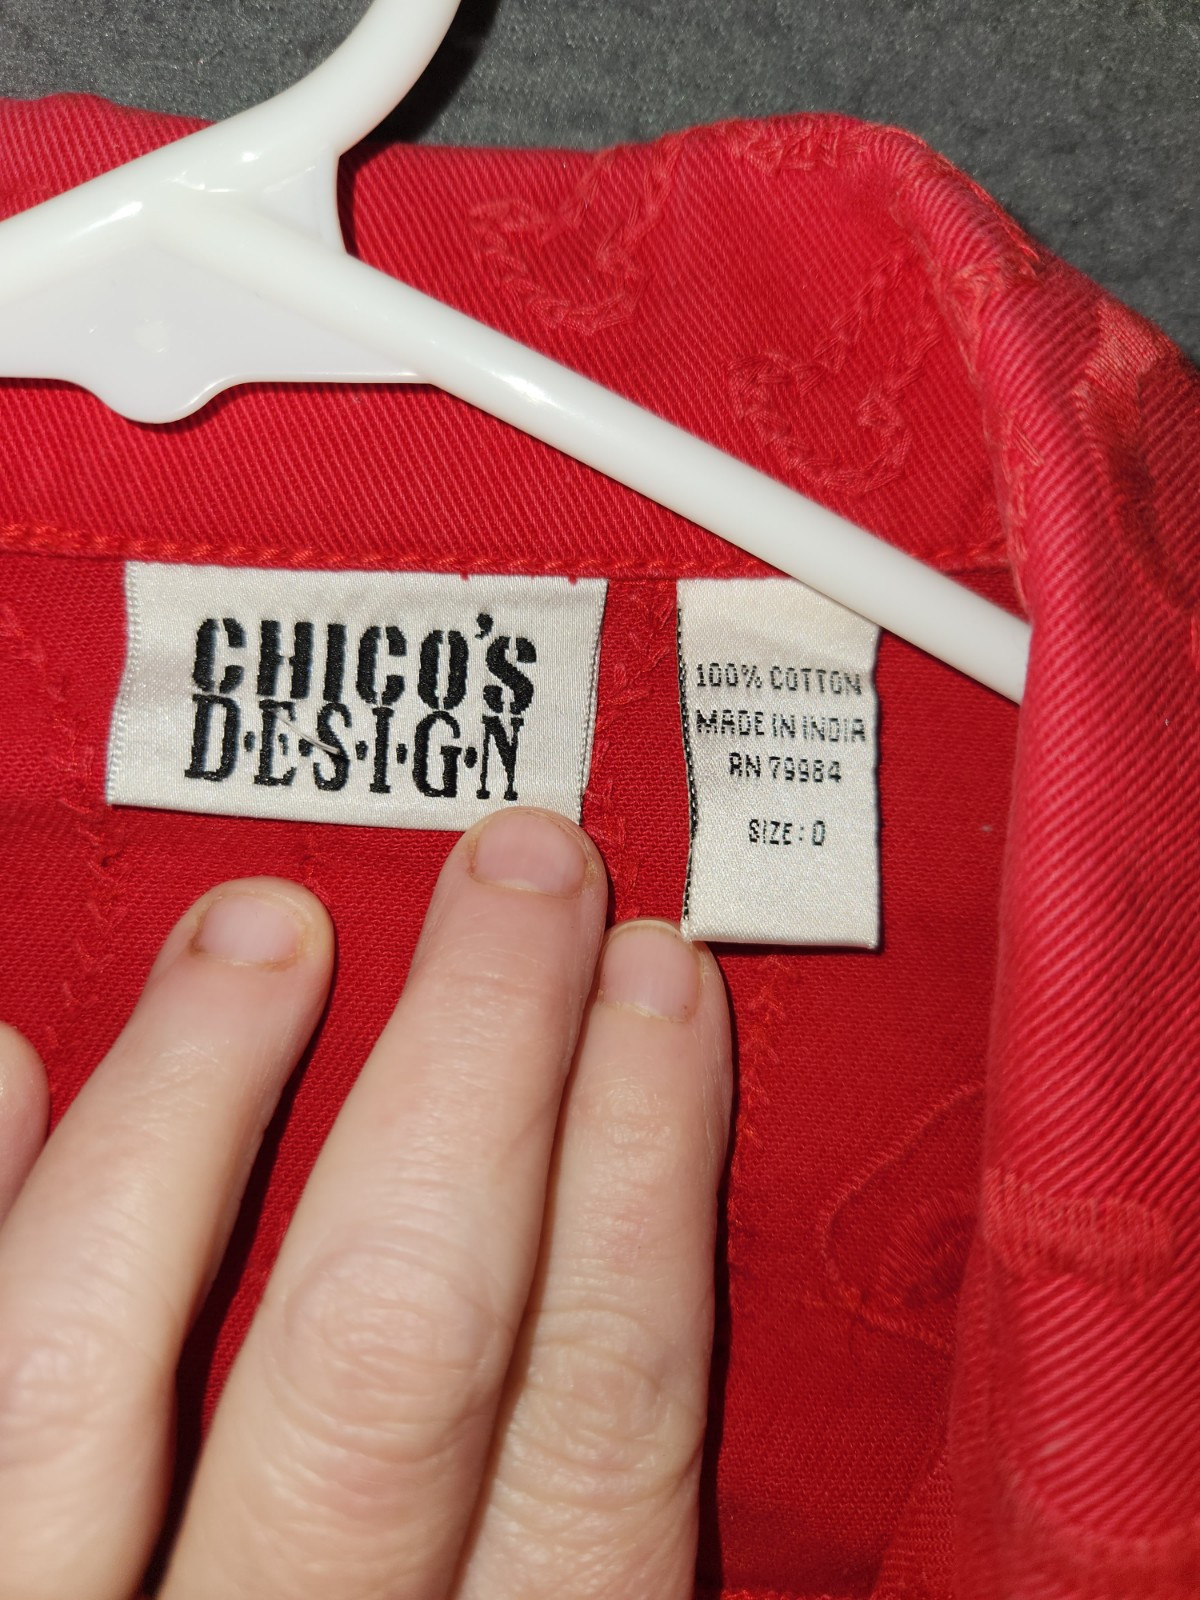 CHICO'S
D·E·S·I·G·N
100% COTTON
MADE IN INDIA
RN 79984
SIZE: 0